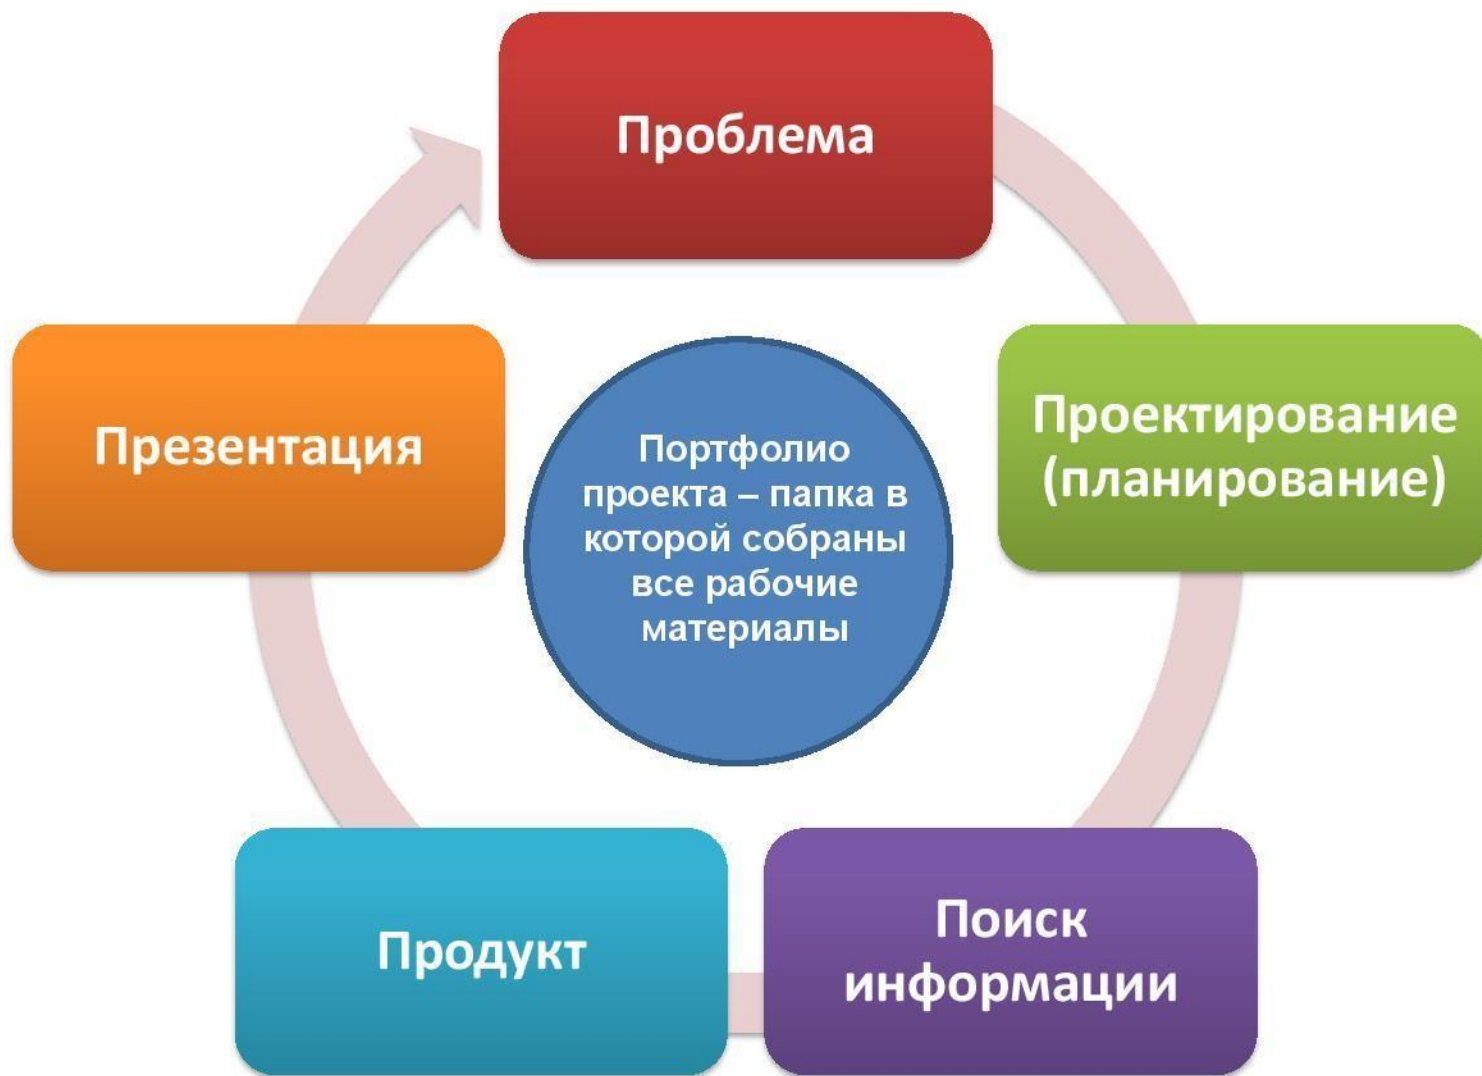 Проблема
Проектирование
(планирование)
Поиск
информации
Продукт
Презентация
Портфолио
проекта – папка в
которой собраны
все рабочие
материалы